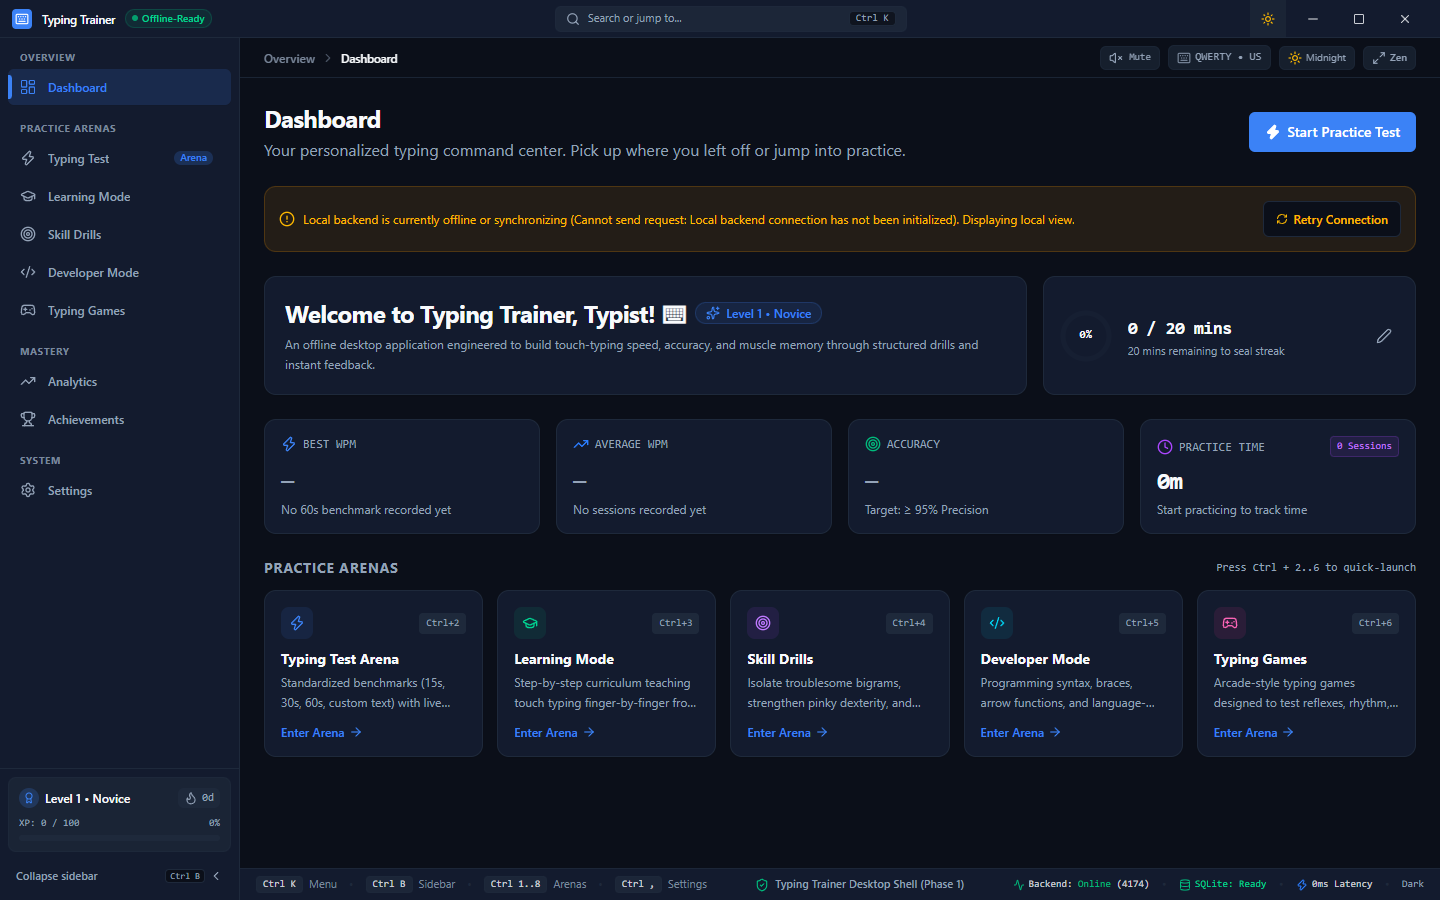 Typing Trainer
Offline-Ready
Search or jump to...
Ctrl K
OVERVIEW
Dashboard
PRACTICE ARENAS
Typing Test
Arena
Learning Mode
Skill Drills
Developer Mode
Typing Games
MASTERY
Analytics
Achievements
SYSTEM
Settings
Level 1 • Novice
0d
XP: 0 / 100
0%
Collapse sidebar
Ctrl B
Overview
Dashboard
Mute
QWERTY • US
Midnight
Zen
Dashboard
Your personalized typing command center. Pick up where you left off or jump into practice.
Start Practice Test
Local backend is currently offline or synchronizing (Cannot send request: Local backend connection has not been initialized). Displaying local view.
Retry Connection
Welcome to Typing Trainer, Typist!
Level 1 • Novice
An offline desktop application engineered to build touch-typing speed, accuracy, and muscle memory through structured drills and
instant feedback.
0%
0 / 20 mins
20 mins remaining to seal streak
BEST WPM
—
No 60s benchmark recorded yet
AVERAGE WPM
—
No sessions recorded yet
ACCURACY
—
Target: ≥ 95% Precision
PRACTICE TIME
0 Sessions
0m
Start practicing to track time
PRACTICE ARENAS
Press Ctrl + 2..6 to quick-launch
Ctrl+2
Typing Test Arena
Standardized benchmarks (15s,
30s, 60s, custom text) with live...
Enter Arena
Ctrl+3
Learning Mode
Step-by-step curriculum teaching
touch typing finger-by-finger fro...
Enter Arena
Ctrl+4
Skill Drills
Isolate troublesome bigrams,
strengthen pinky dexterity, and...
Enter Arena
Ctrl+5
Developer Mode
Programming syntax, braces,
arrow functions, and language-...
Enter Arena
Ctrl+6
Typing Games
Arcade-style typing games
designed to test reflexes, rhythm,...
Enter Arena
Ctrl K Menu
Ctrl B Sidebar
Ctrl 1..8 Arenas
Ctrl , Settings
Typing Trainer Desktop Shell (Phase 1)
Backend: Online (4174)
SQLite: Ready
0ms Latency
Dark